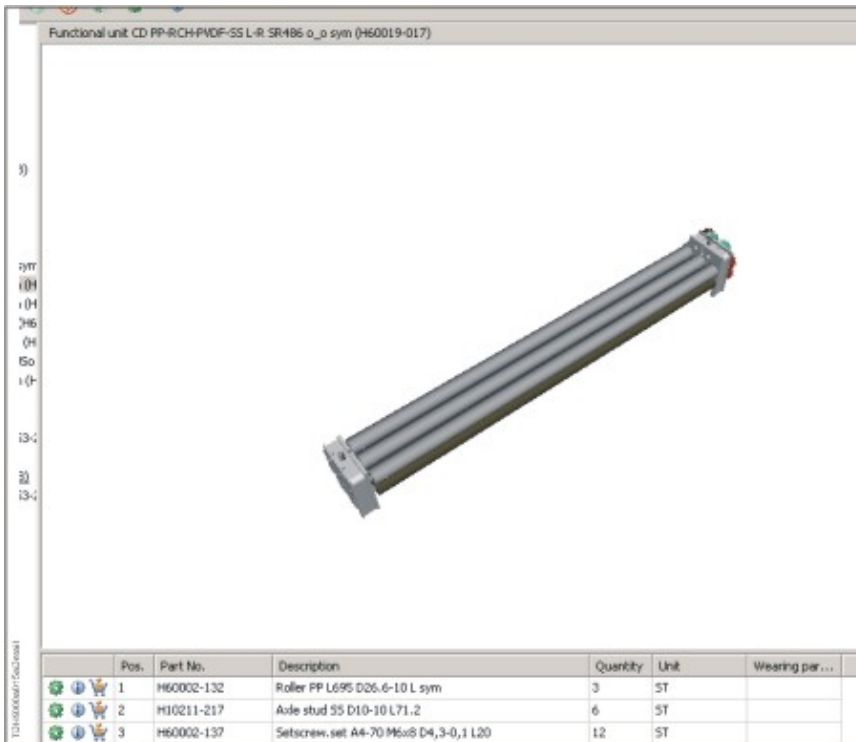 Functional unit CD PP-RCH-PVDF-SS L-R SR486 o_o sym (H60019-017)
sym
(H
(H
(H6
(H
(H
Pos. Part No. Description Quantity Unit Wearing par...
1 H60002-132 Roller PP L695 D26.6-10 L sym 3 ST
2 H10211-217 Axle stud SS D10-10 L71.2 6 ST
3 H60002-137 Setscrew.set A4-70 M6x8 D4,3-0,1 L20 12 ST